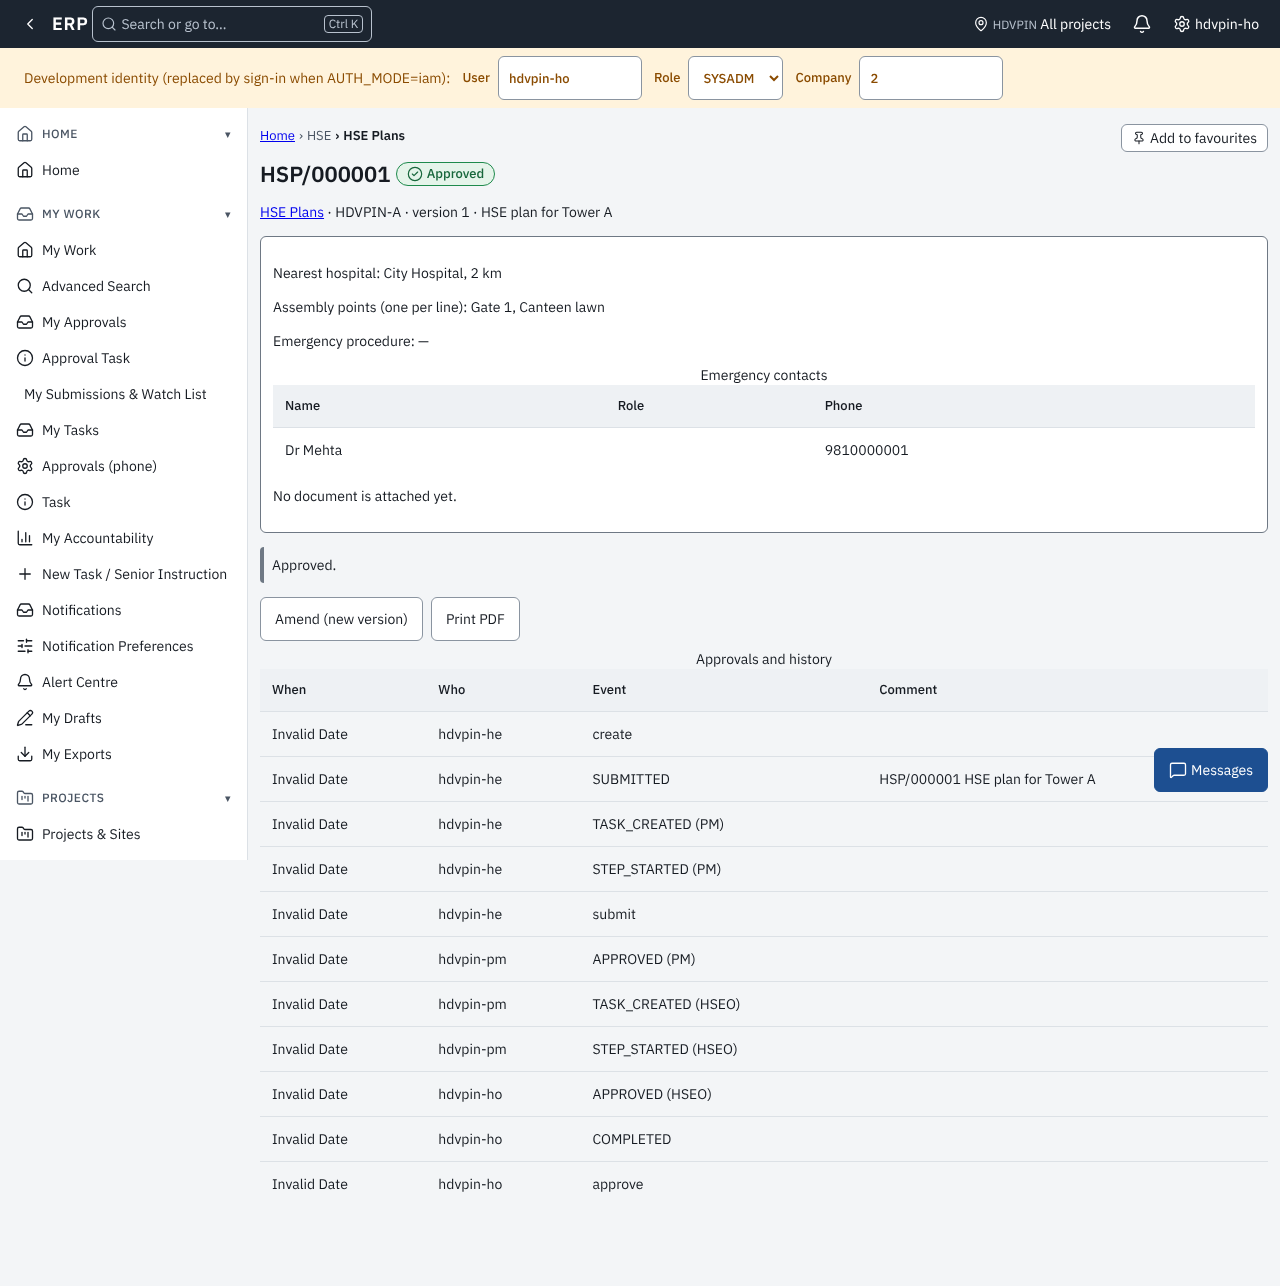 ERP
Search or go to...
Ctrl K
HDVPIN All projects
hdvpin-ho
Development identity (replaced by sign-in when AUTH_MODE=iam):
User
hdvpin-ho
Role
SYSADM
Company
2
HOME
Home
MY WORK
My Work
Advanced Search
My Approvals
Approval Task
My Submissions & Watch List
My Tasks
Approvals (phone)
Task
My Accountability
New Task / Senior Instruction
Notifications
Notification Preferences
Alert Centre
My Drafts
My Exports
PROJECTS
Projects & Sites
Home › HSE › HSE Plans
Add to favourites
HSP/000001
Approved
HSE Plans · HDVPIN-A · version 1 · HSE plan for Tower A
Nearest hospital: City Hospital, 2 km
Assembly points (one per line): Gate 1, Canteen lawn
Emergency procedure: —
Emergency contacts
Name Role Phone
Dr Mehta 9810000001
No document is attached yet.
Approved.
Amend (new version)
Print PDF
Approvals and history
When Who Event Comment
Invalid Date hdvpin-he create
Invalid Date hdvpin-he SUBMITTED HSP/000001 HSE plan for Tower A
Messages
Invalid Date hdvpin-he TASK_CREATED (PM)
Invalid Date hdvpin-he STEP_STARTED (PM)
Invalid Date hdvpin-he submit
Invalid Date hdvpin-pm APPROVED (PM)
Invalid Date hdvpin-pm TASK_CREATED (HSEO)
Invalid Date hdvpin-pm STEP_STARTED (HSEO)
Invalid Date hdvpin-ho APPROVED (HSEO)
Invalid Date hdvpin-ho COMPLETED
Invalid Date hdvpin-ho approve